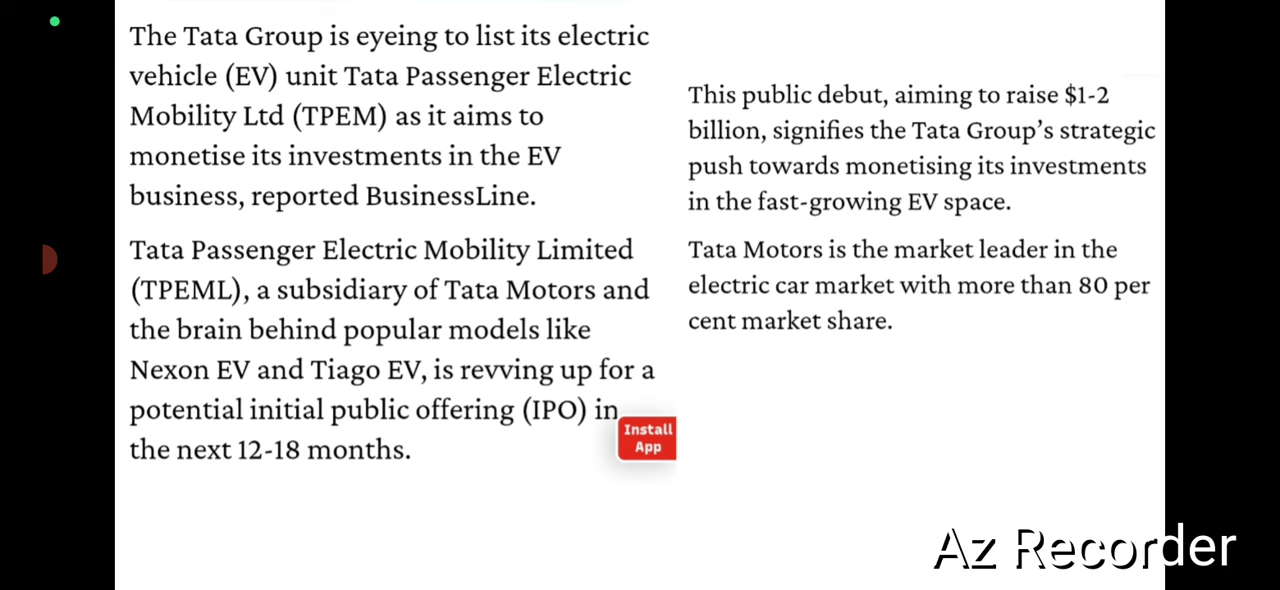 The Tata Group is eyeing to list its electric
vehicle (EV) unit Tata Passenger Electric
Mobility Ltd (TPEM) as it aims to
monetise its investments in the EV
business, reported BusinessLine.
Tata Passenger Electric Mobility Limited
(TPEML), a subsidiary of Tata Motors and
the brain behind popular models like
Nexon EV and Tiago EV, is revving up for a
potential initial public offering (IPO) in
the next 12-18 months.
Install
App
This public debut, aiming to raise $1-2
billion, signifies the Tata Group’s strategic
push towards monetising its investments
in the fast-growing EV space.
Tata Motors is the market leader in the
electric car market with more than 80 per
cent market share.
Az Recorder